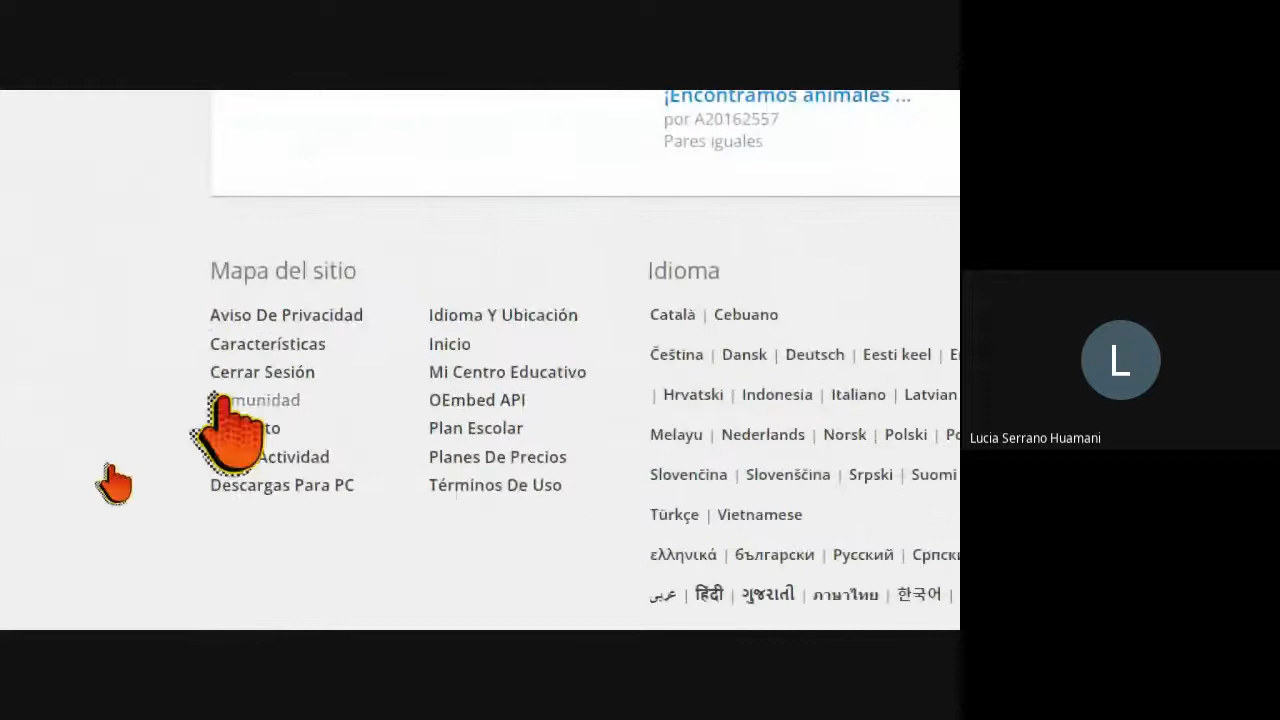 ¡Encontramos animales ...
por A20162557
Pares iguales
Mapa del sitio
Aviso De Privacidad
Características
Cerrar Sesión
Descargas Para PC
Idioma Y Ubicación
Inicio
Mi Centro Educativo
OEmbed API
Plan Escolar
Planes De Precios
Términos De Uso
Idioma
Català | Cebuano
Čeština | Dansk | Deutsch | Eesti keel |
| Hrvatski | Indonesia | Italiano | Latvian
Melayu | Nederlands | Norsk | Polski |
Slovenčina | Slovenščina | Srpski | Suomi
Türkçe | Vietnamese
ελληνικά | български | Русский |
عربى | हिंदी | ગુજરાતી | ภาษาไทย | 한국어 |
L
Lucia Serrano Huamani